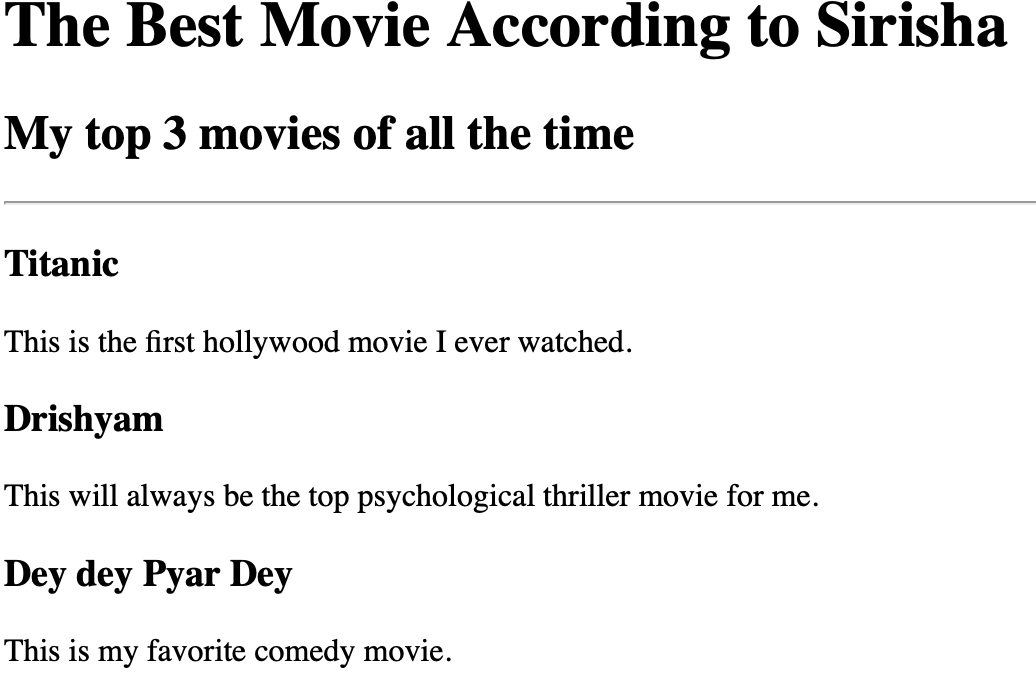 The Best Movie According to Sirisha
My top 3 movies of all the time
Titanic
This is the first hollywood movie I ever watched.
Drishyam
This will always be the top psychological thriller movie for me.
Dey dey Pyar Dey
This is my favorite comedy movie.